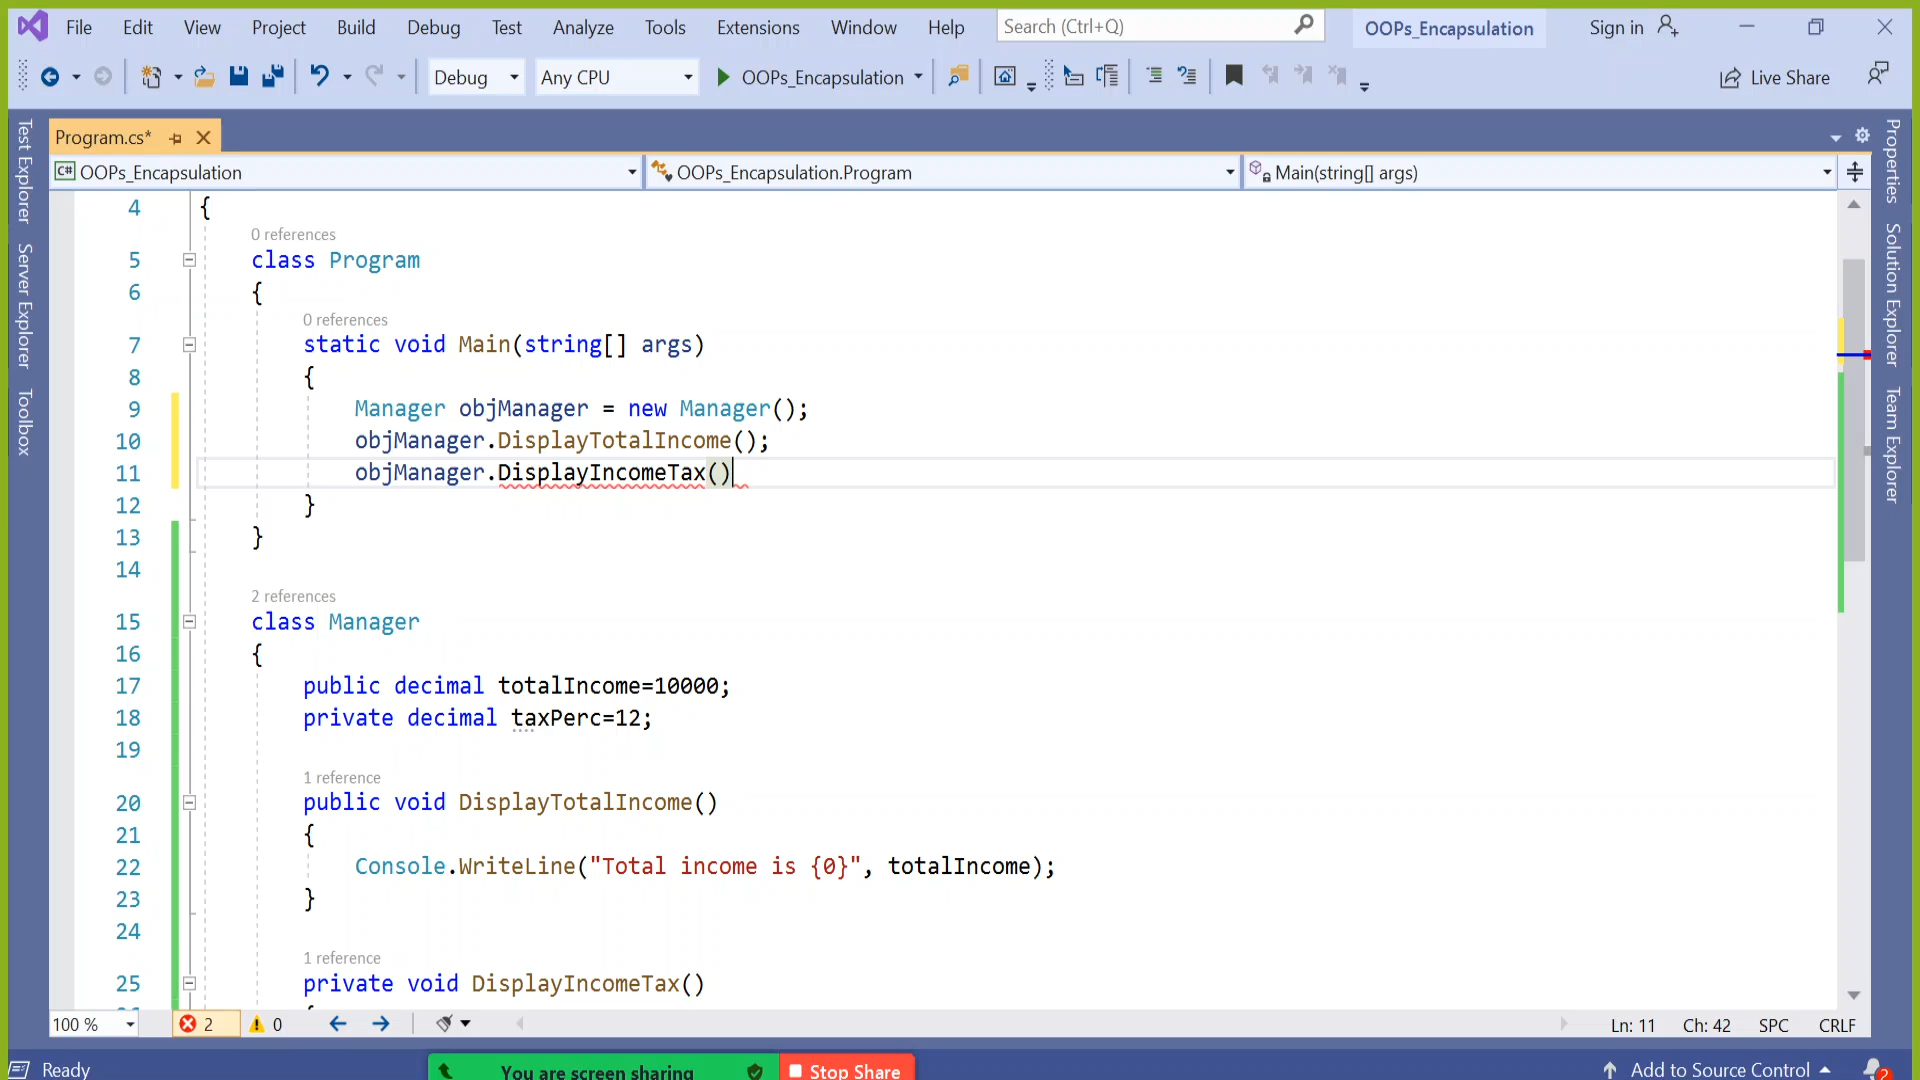 File Edit View Project Build Debug Test Analyze Tools Extensions Window Help Search (Ctrl+Q) OOPs_Encapsulation Sign in
Debug Any CPU OOPs_Encapsulation Live Share
Program.cs*
C# OOPs_Encapsulation OOPs_Encapsulation.Program Main(string[] args)
Test Explorer
Server Explorer
Toolbox
4 {
0 references
5 class Program
6 {
0 references
7 static void Main(string[] args)
8 {
9 Manager objManager = new Manager();
10 objManager.DisplayTotalIncome();
11 objManager.DisplayIncomeTax()
12 }
13 }
14
2 references
15 class Manager
16 {
17 public decimal totalIncome=10000;
18 private decimal taxPerc=12;
19
1 reference
20 public void DisplayTotalIncome()
21 {
22 Console.WriteLine("Total income is {0}", totalIncome);
23 }
24
1 reference
25 private void DisplayIncomeTax()
Properties
Solution Explorer
Team Explorer
100 % 2 0 Ln: 11 Ch: 42 SPC CRLF
Ready You are screen sharing Stop Share Add to Source Control 2